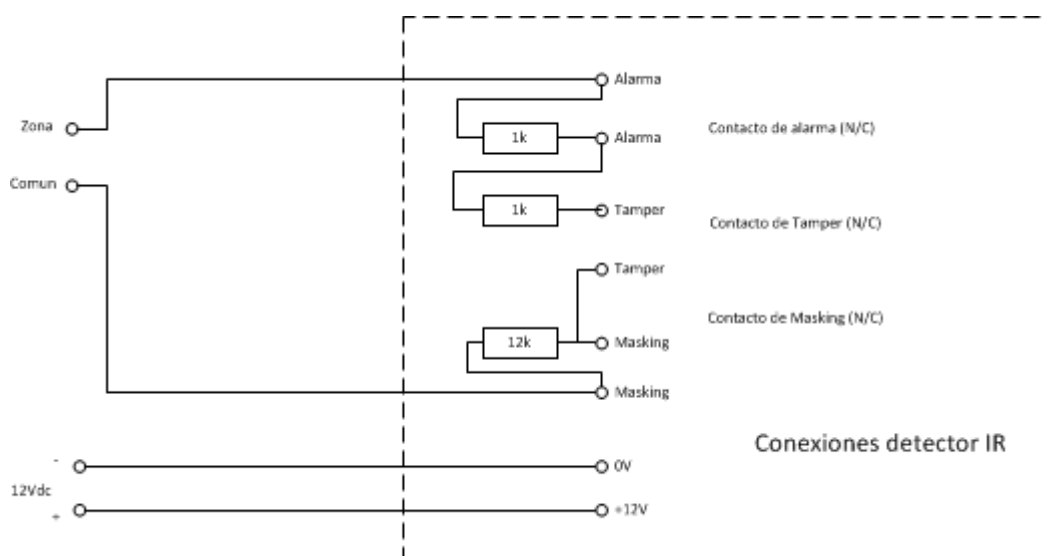 Alarma
Zona
1k
Alarma
Contacto de alarma (N/C)
Comun
1k
Tamper
Contacto de Tamper (N/C)
Tamper
Contacto de Masking (N/C)
12k
Masking
Masking
Conexiones detector IR
-
0V
12Vdc
+
+12V